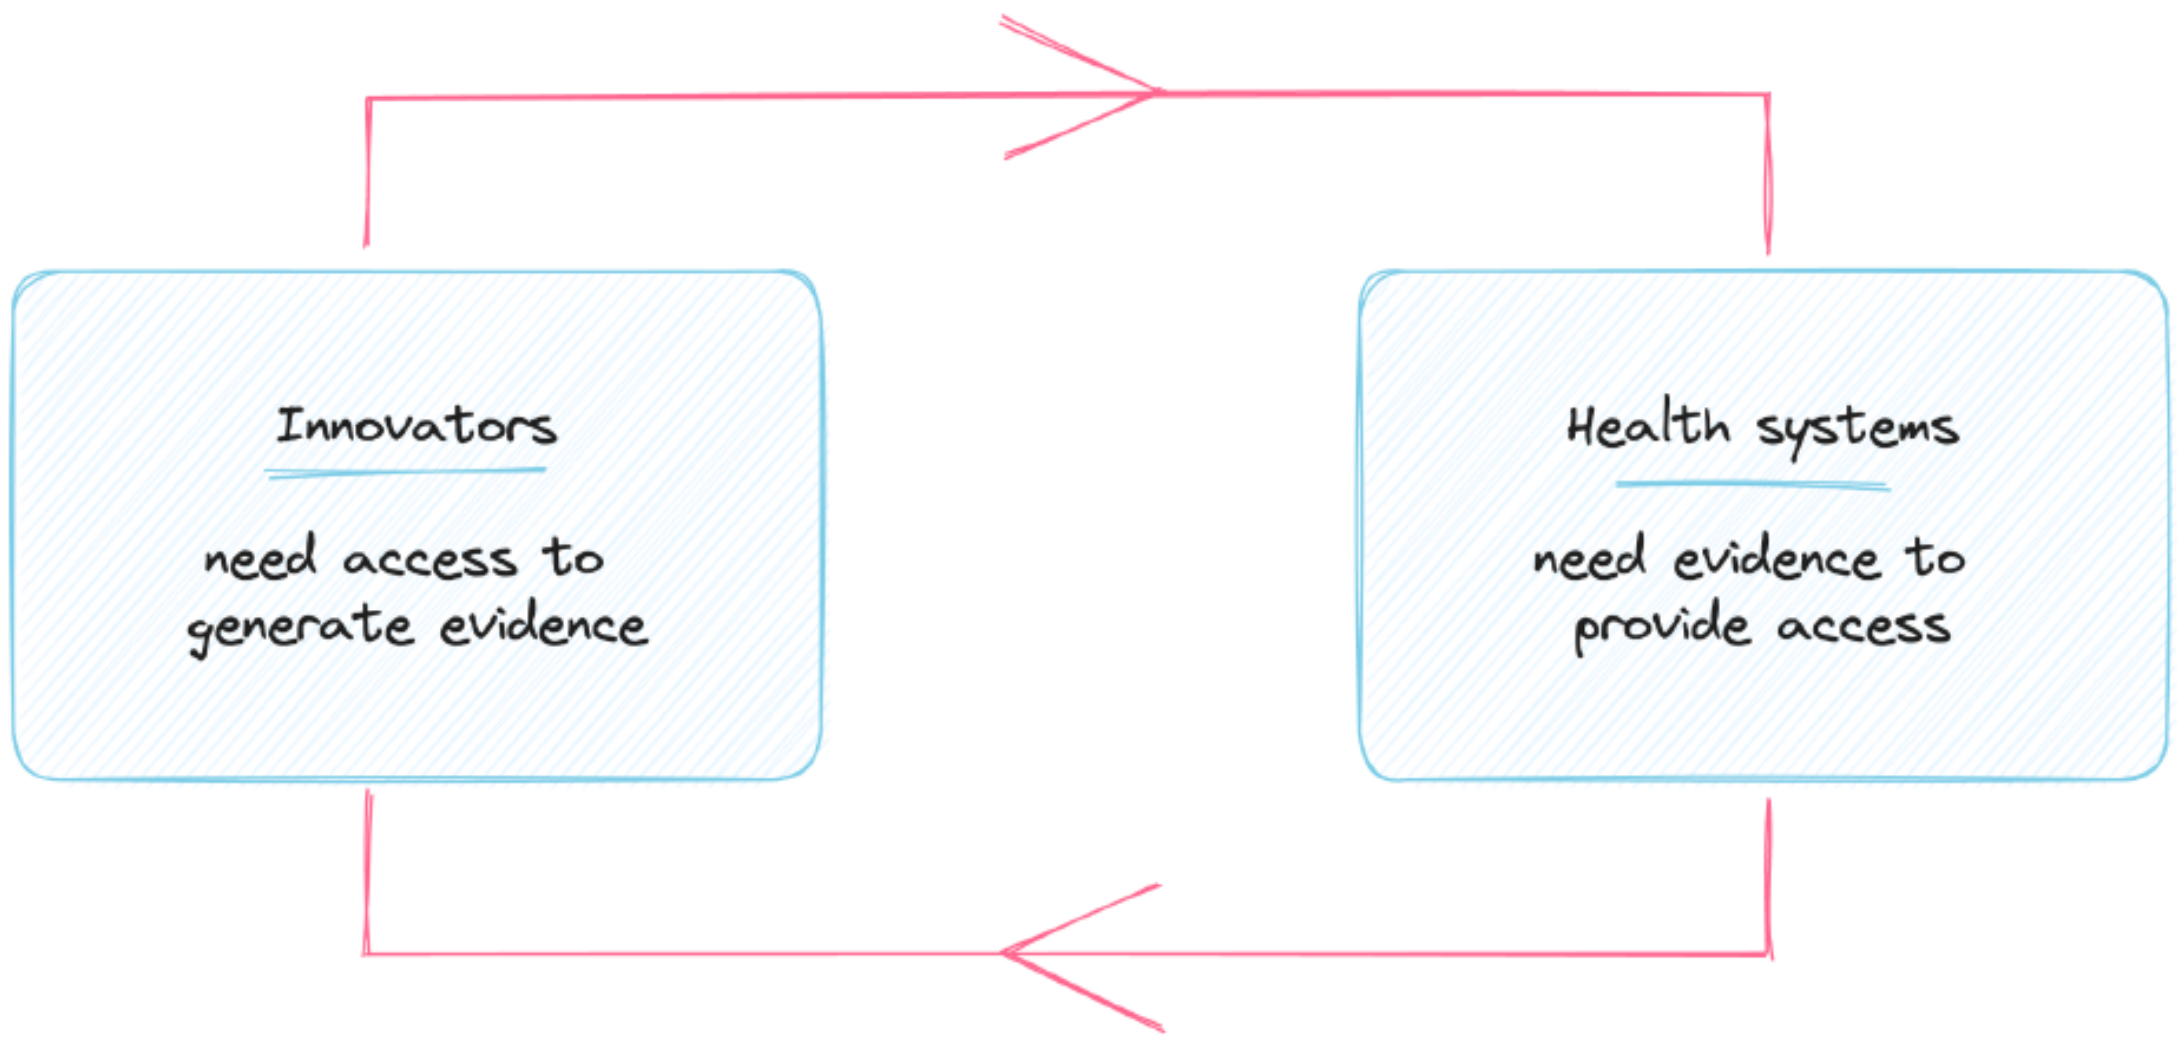 Innovators
need access to
generate evidence
Health systems
need evidence to
provide access